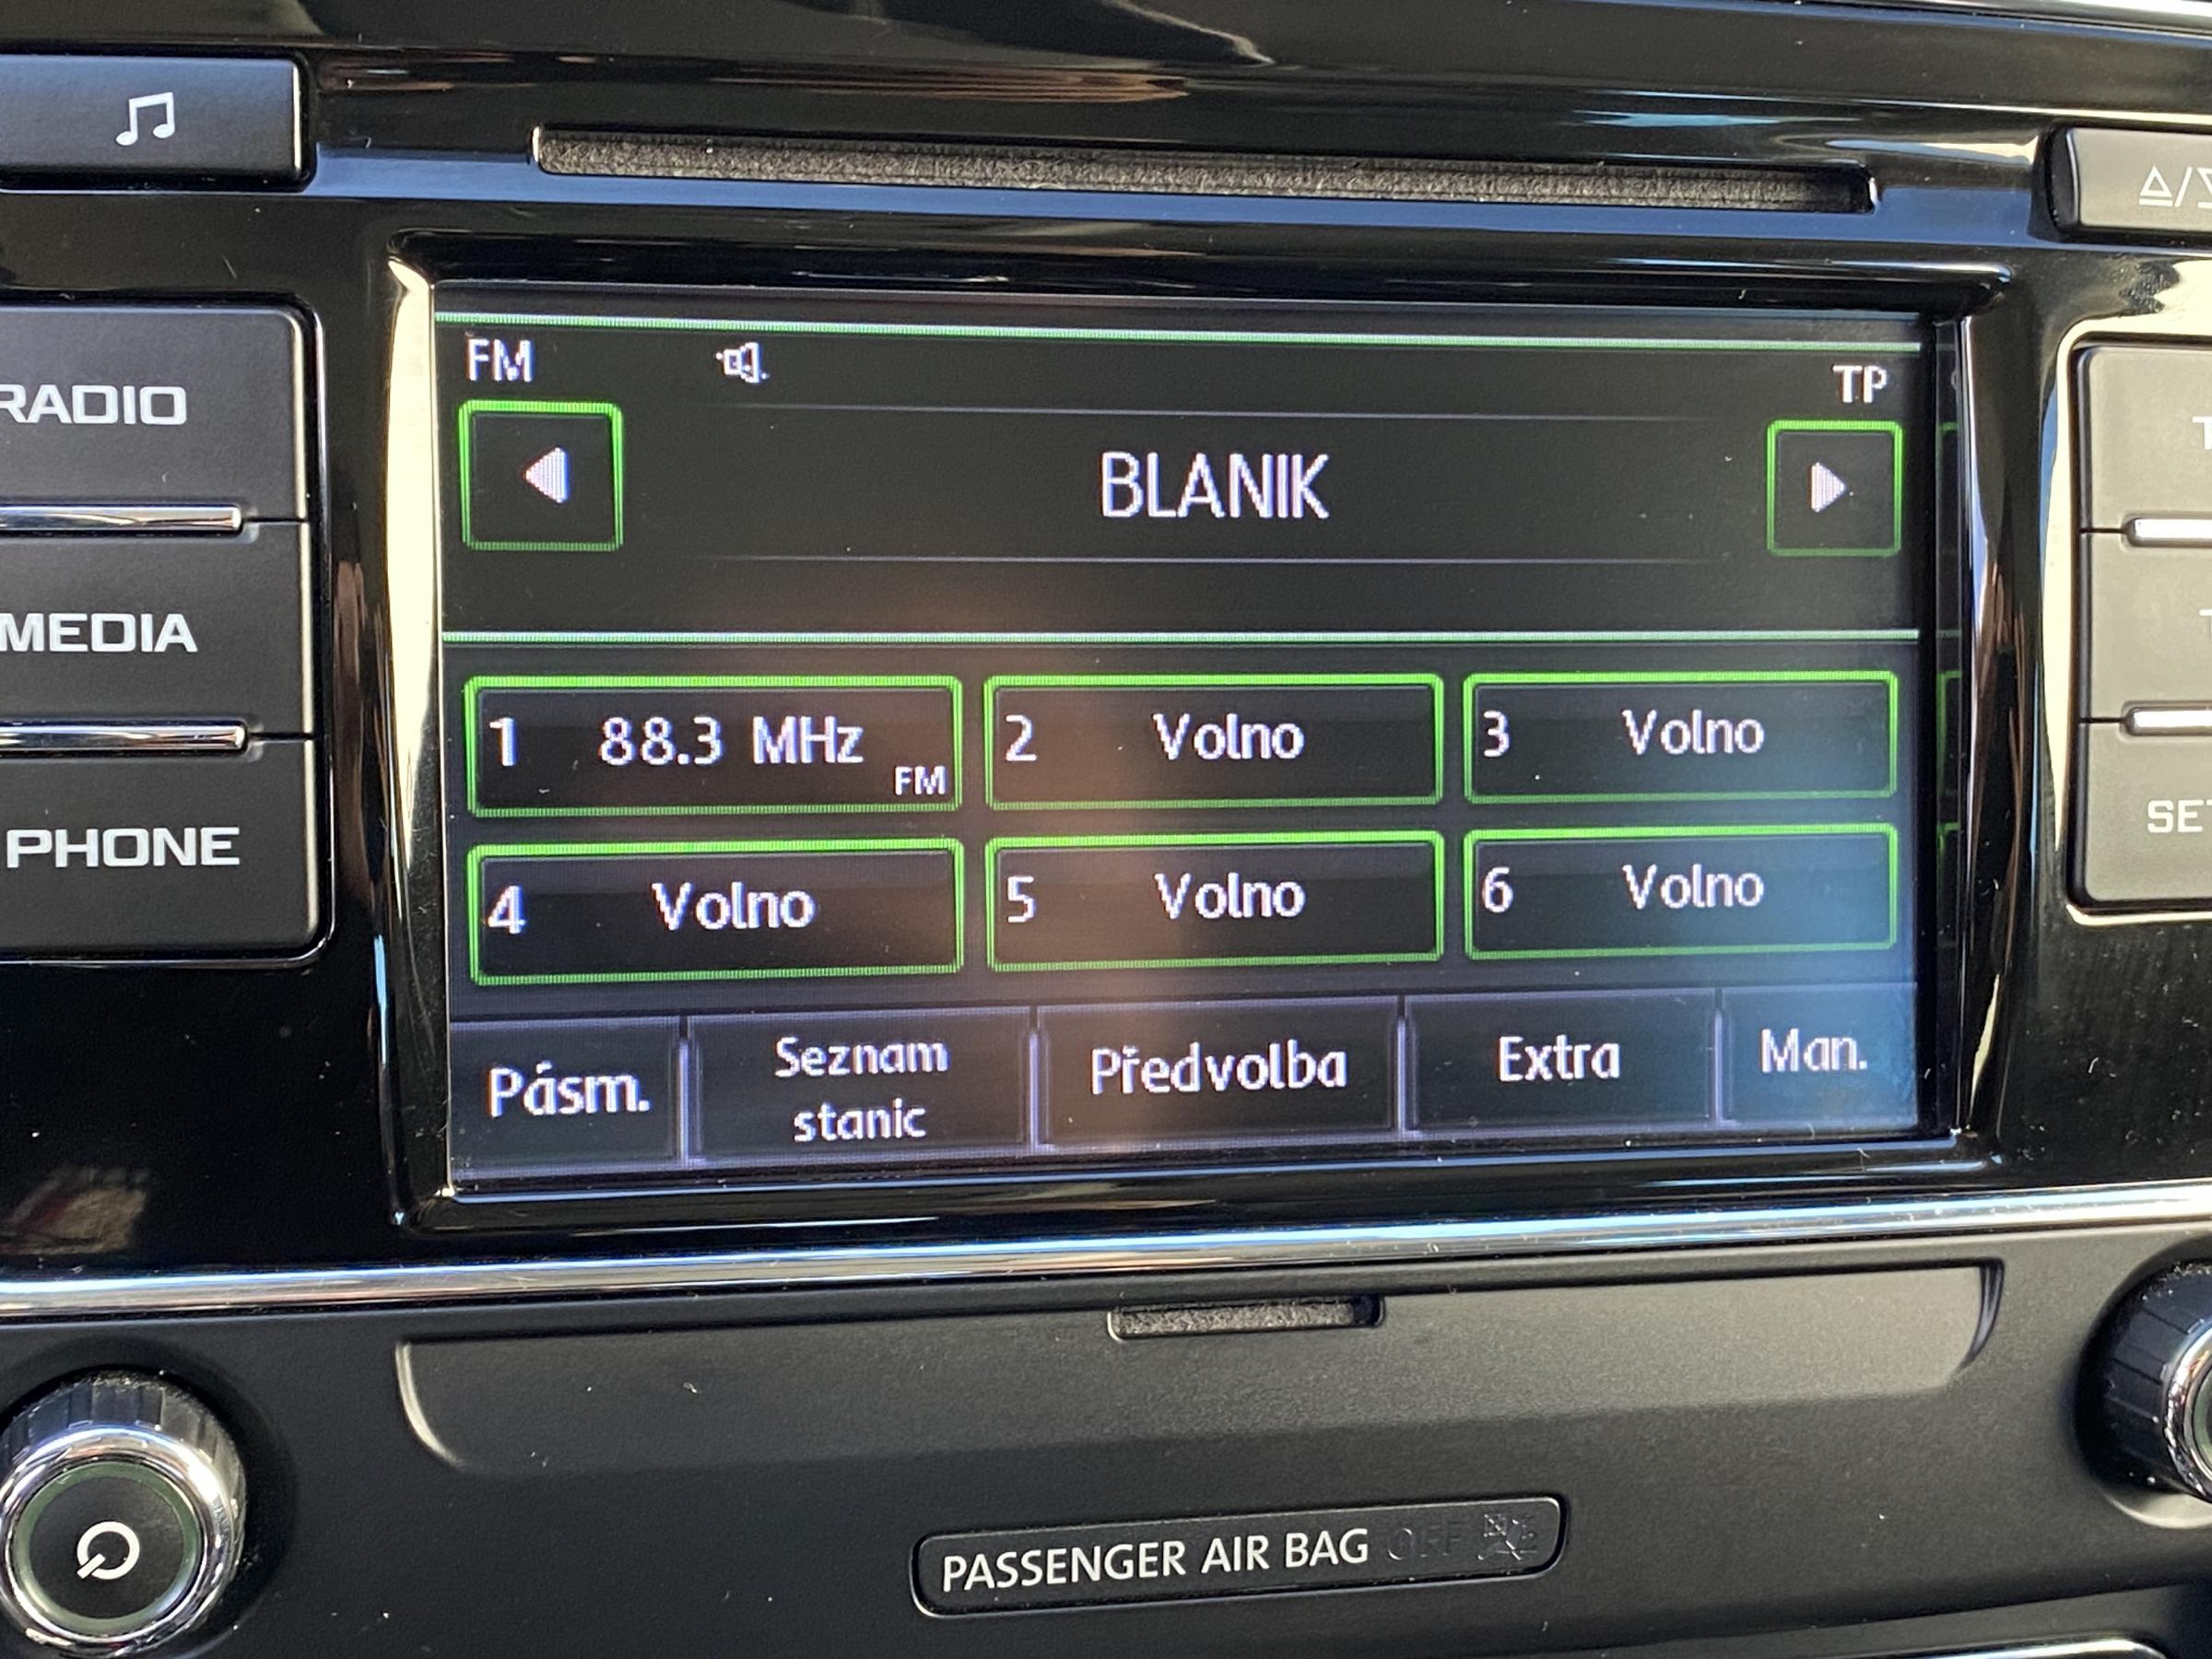 RADIO
MEDIA
PHONE
FM
TP
BLANIK
1 88.3 MHz FM
2 Volno
3 Volno
4 Volno
5 Volno
6 Volno
Pásm.
Seznam
stanic
Předvolba
Extra
Man.
PASSENGER AIR BAG OFF